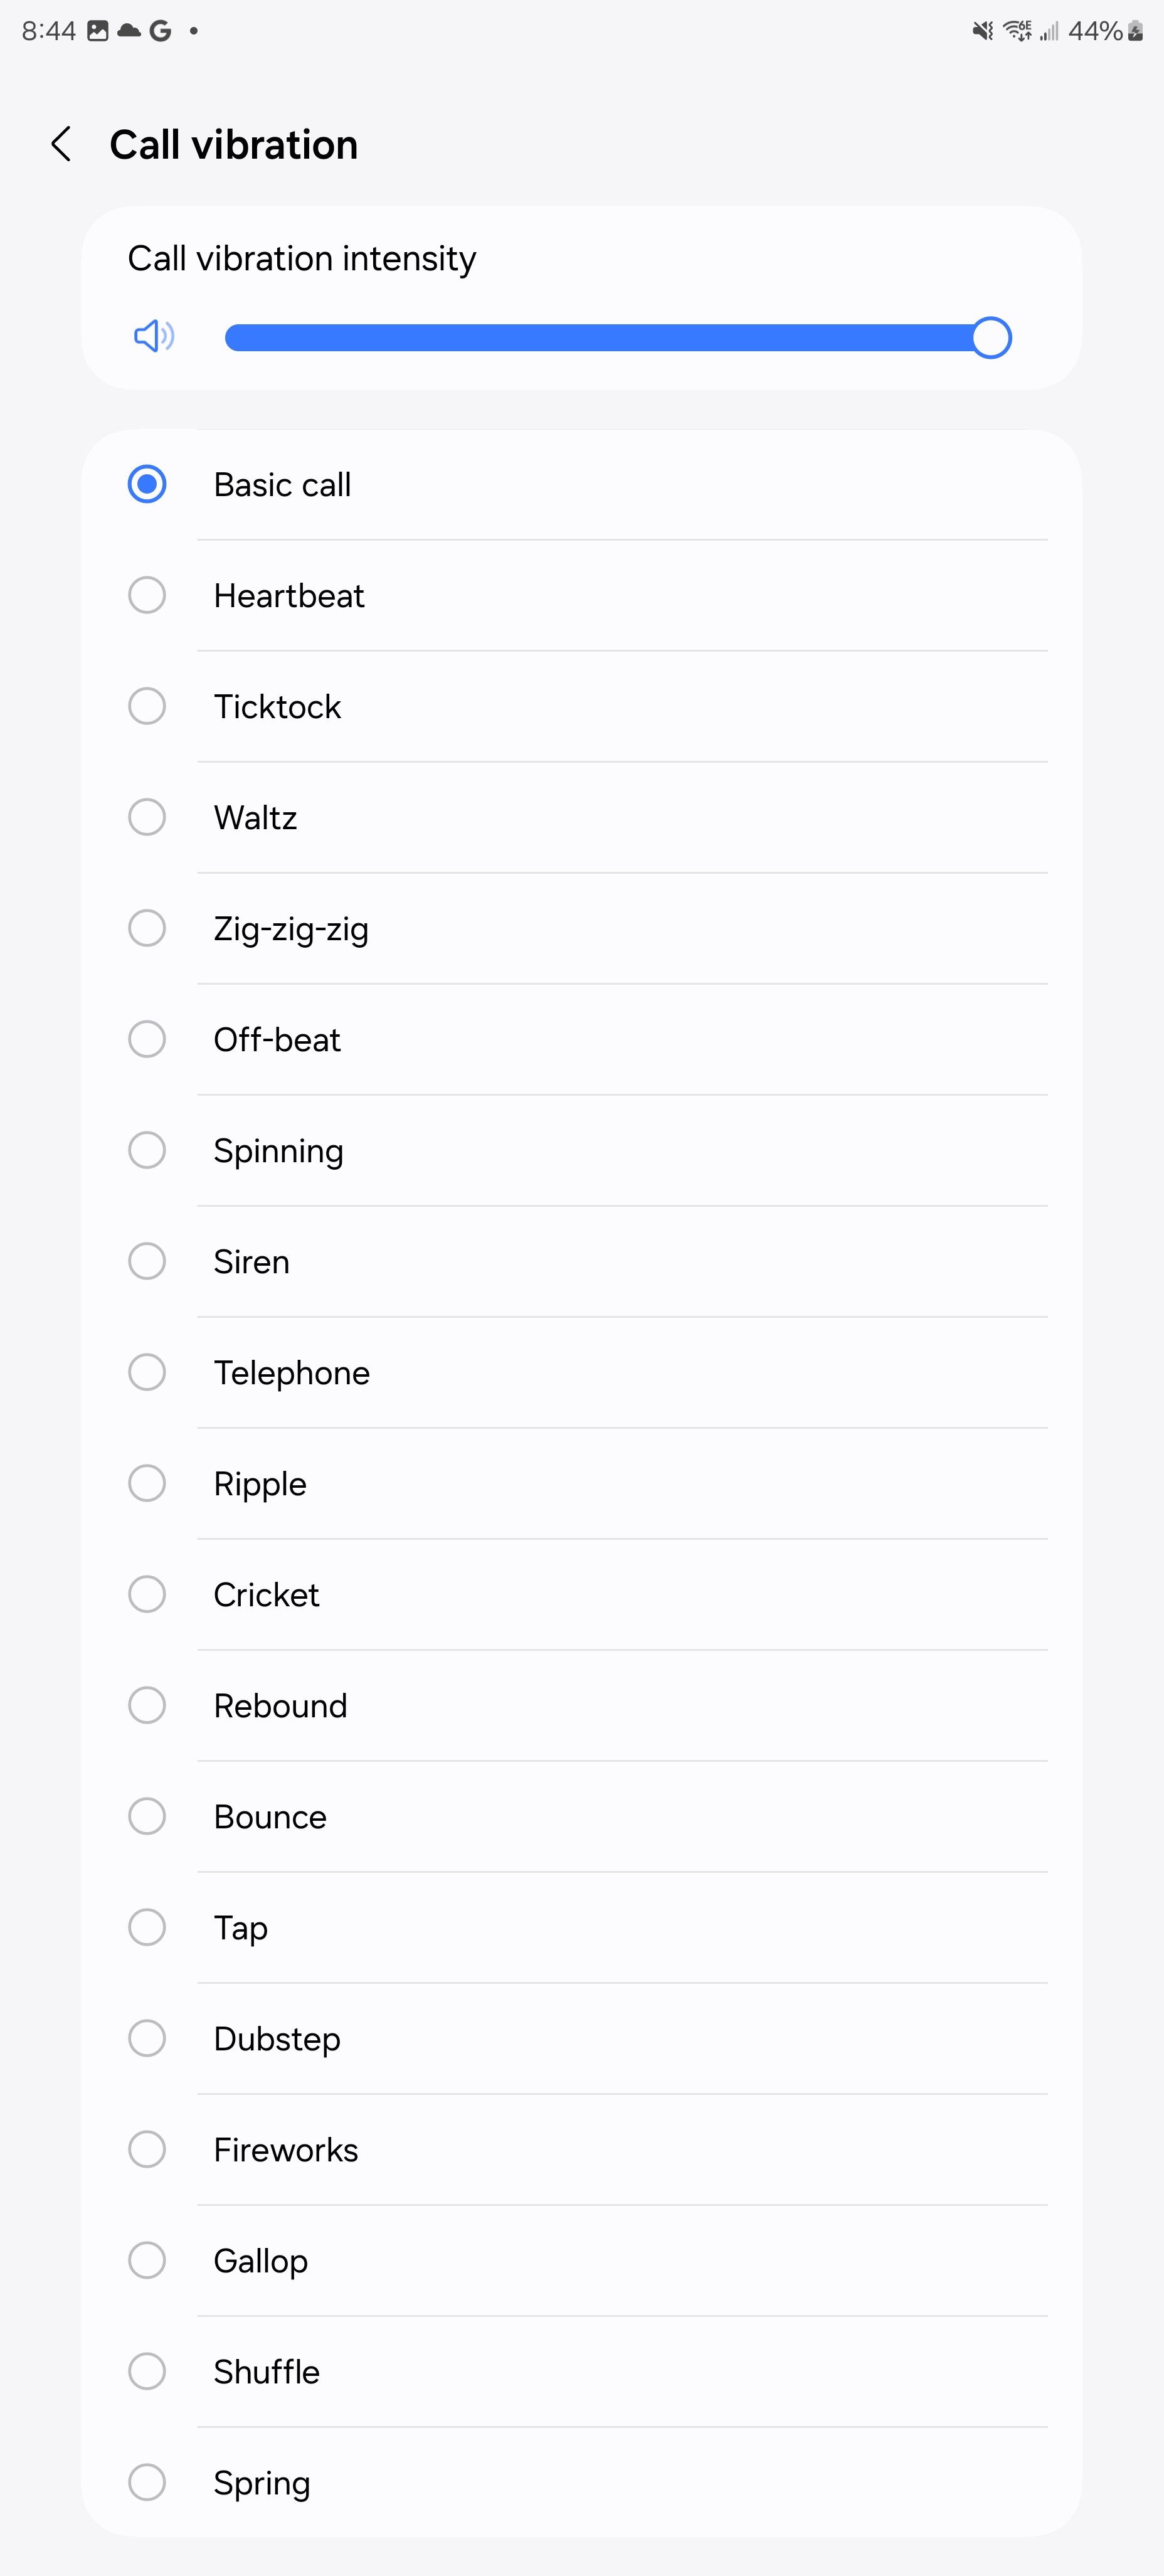 8:44 G 6E 44%
Call vibration
Call vibration intensity
Basic call
Heartbeat
Ticktock
Waltz
Zig-zig-zig
Off-beat
Spinning
Siren
Telephone
Ripple
Cricket
Rebound
Bounce
Tap
Dubstep
Fireworks
Gallop
Shuffle
Spring